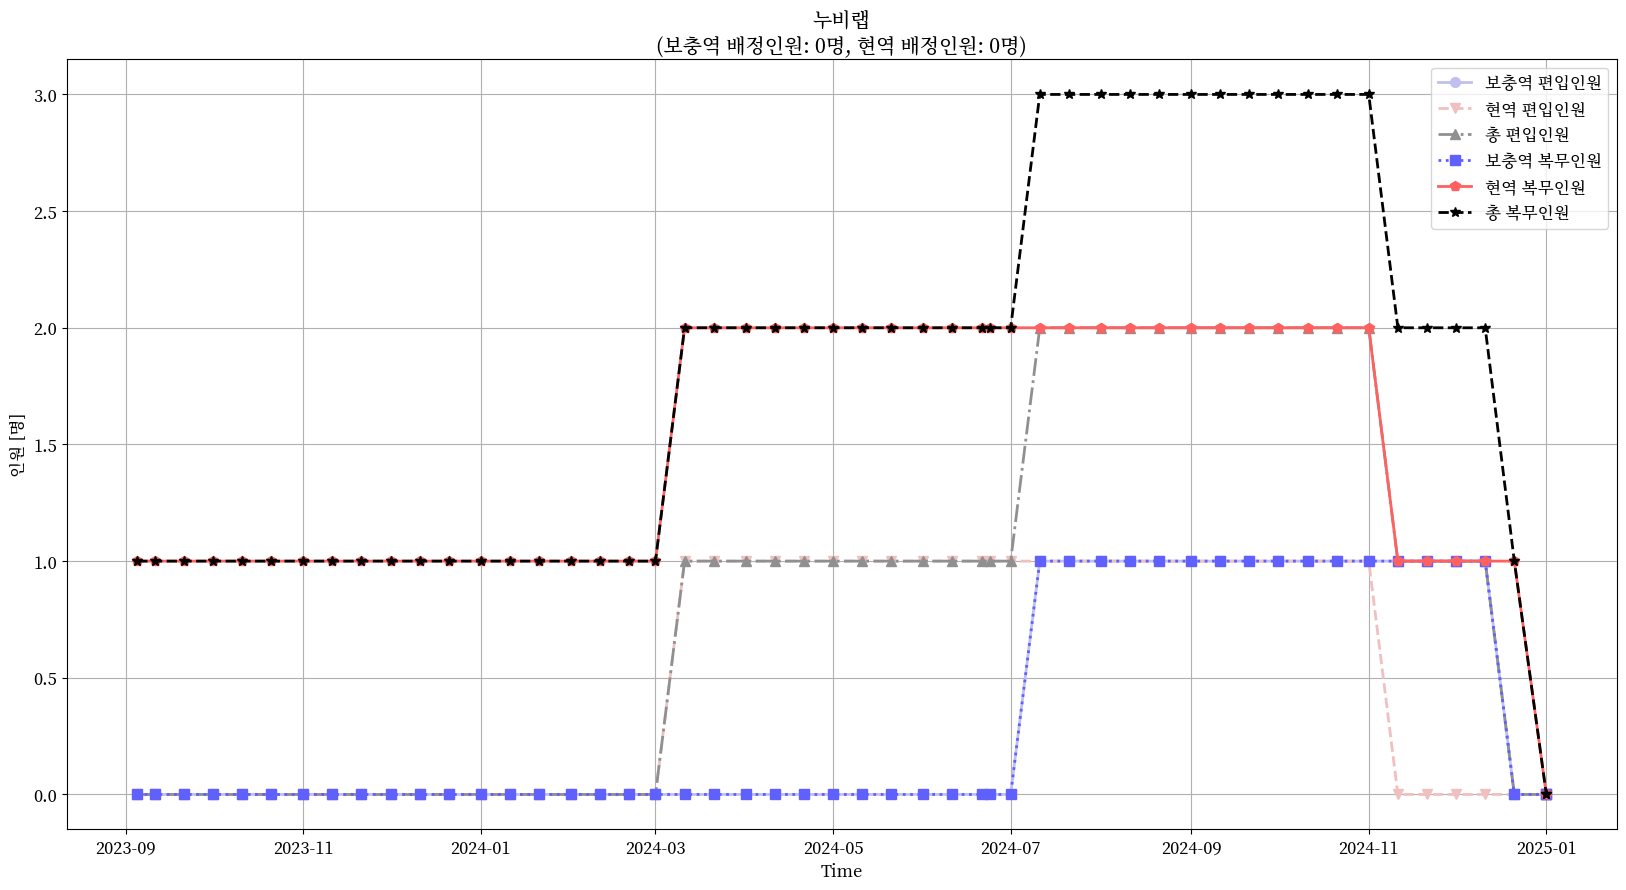 누비랩
(보충역 배정인원: 0명, 현역 배정인원: 0명)
보충역 편입인원
현역 편입인원
총 편입인원
보충역 복무인원
현역 복무인원
총 복무인원
인원 [명]
3.0
2.5
2.0
1.5
1.0
0.5
0.0
2023-09
2023-11
2024-01
2024-03
2024-05
2024-07
2024-09
2024-11
2025-01
Time